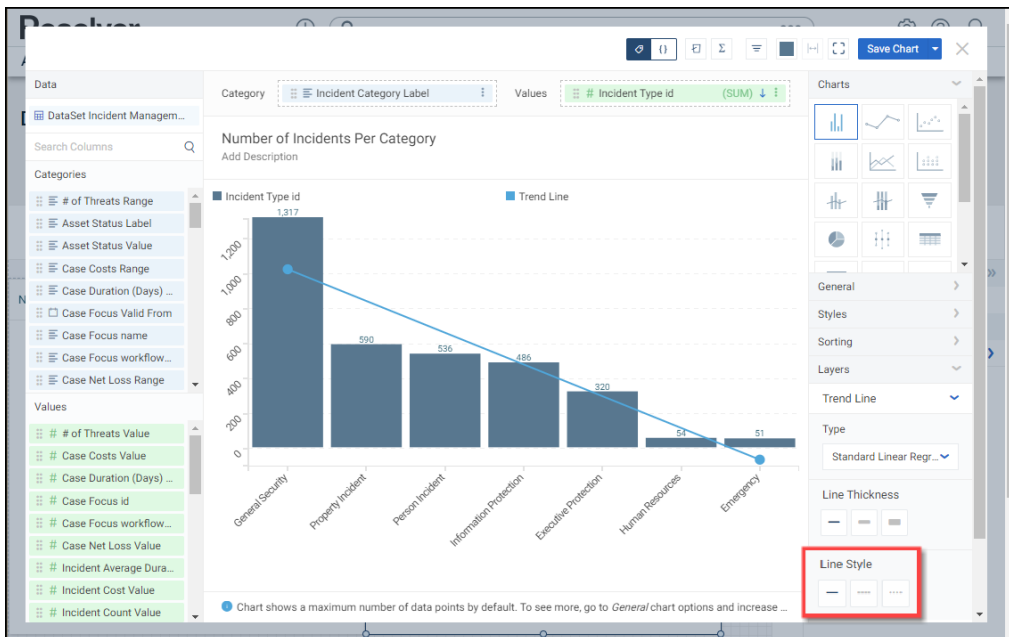 Resolver
Save Chart
Data
DataSet Incident Managem...
Search Columns
Categories
# of Threats Range
Asset Status Label
Asset Status Value
Case Costs Range
Case Duration (Days) ...
Case Focus Valid From
Case Focus name
Case Focus workflow...
Case Net Loss Range
Values
# # of Threats Value
# Case Costs Value
# Case Duration (Days) ...
# Case Focus id
# Case Focus workflow...
# Case Net Loss Value
# Incident Average Dura...
# Incident Cost Value
# Incident Count Value
Category
Incident Category Label
Values
# Incident Type id (SUM)
Number of Incidents Per Category
Add Description
Incident Type id
Trend Line
1,317
590
536
486
320
54
51
1,200
1,000
800
600
400
200
0
General Security
Property Incident
Person Incident
Information Protection
Executive Protection
Human Resources
Emergency
Chart shows a maximum number of data points by default. To see more, go to General chart options and increase ...
Charts
General
Styles
Sorting
Layers
Trend Line
Type
Standard Linear Regr...
Line Thickness
Line Style